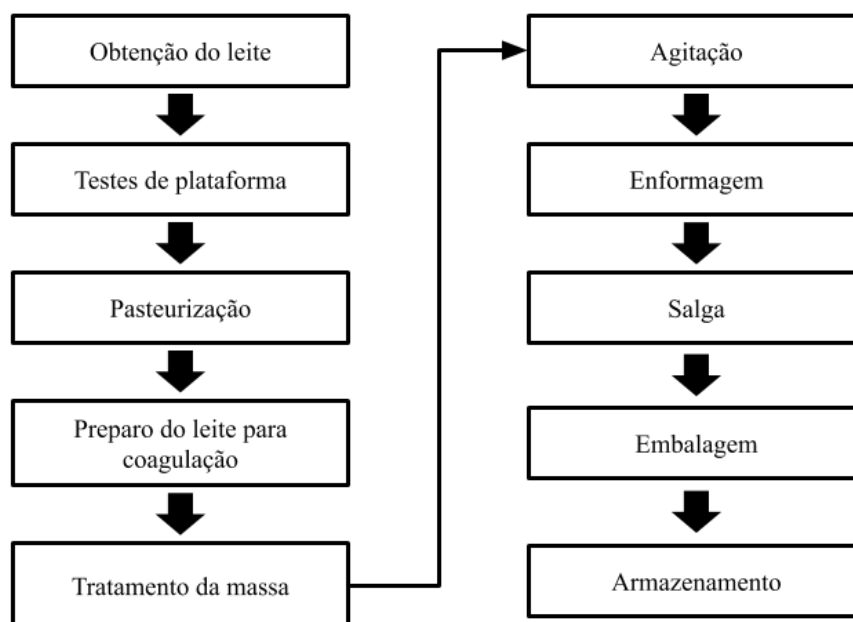 Obtenção do leite
Testes de plataforma
Pasteurização
Preparo do leite para
coagulação
Tratamento da massa
Agitação
Enformagem
Salga
Embalagem
Armazenamento